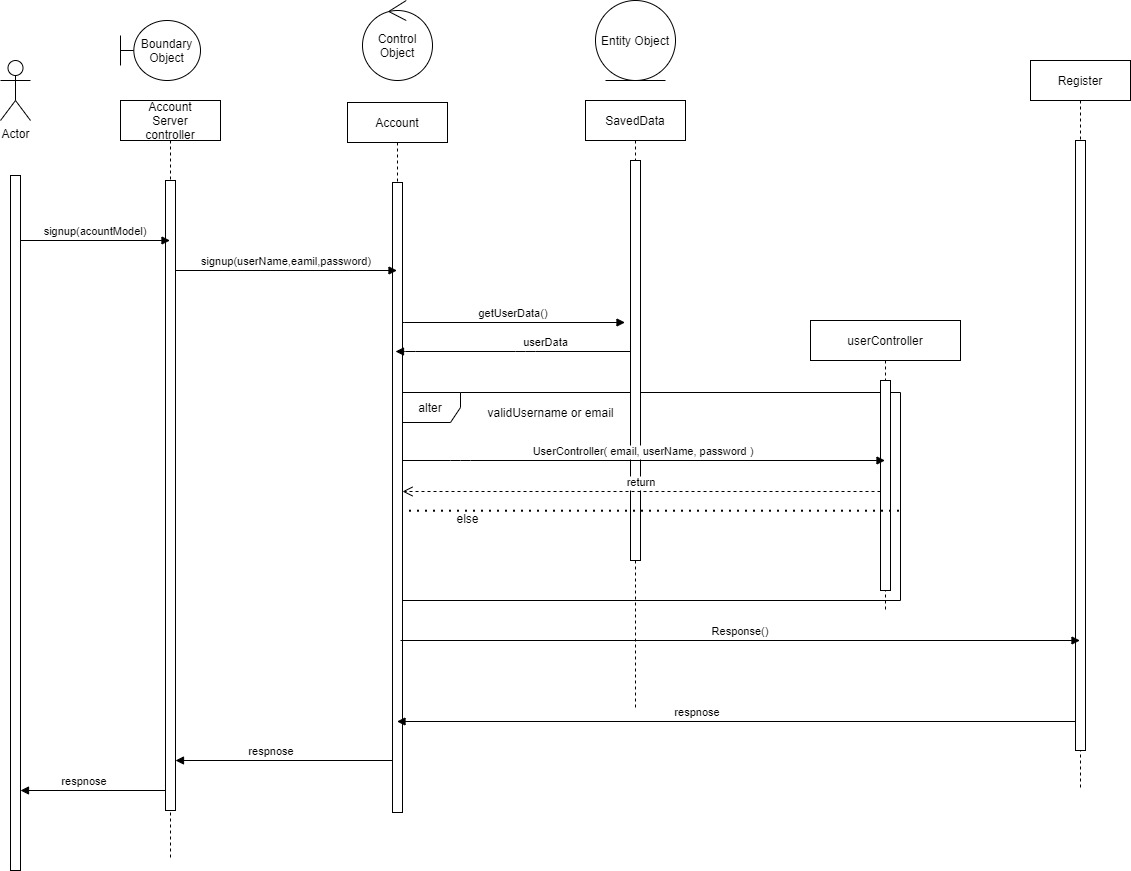 Boundary
Object
Control
Object
Entity Object
Actor
Account
Server
controller
Account
SavedData
Register
signup(acountModel)
signup(userName,eamil,password)
getUserData()
userData
userController
alter
validUsername or email
UserController( email, userName, password )
return
else
Response()
respnose
respnose
respnose